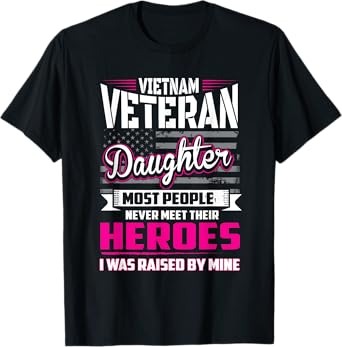 VIETNAM
VETERAN
Daughter
MOST PEOPLE
NEVER MEET THEIR
HEROES
I WAS RAISED BY MINE